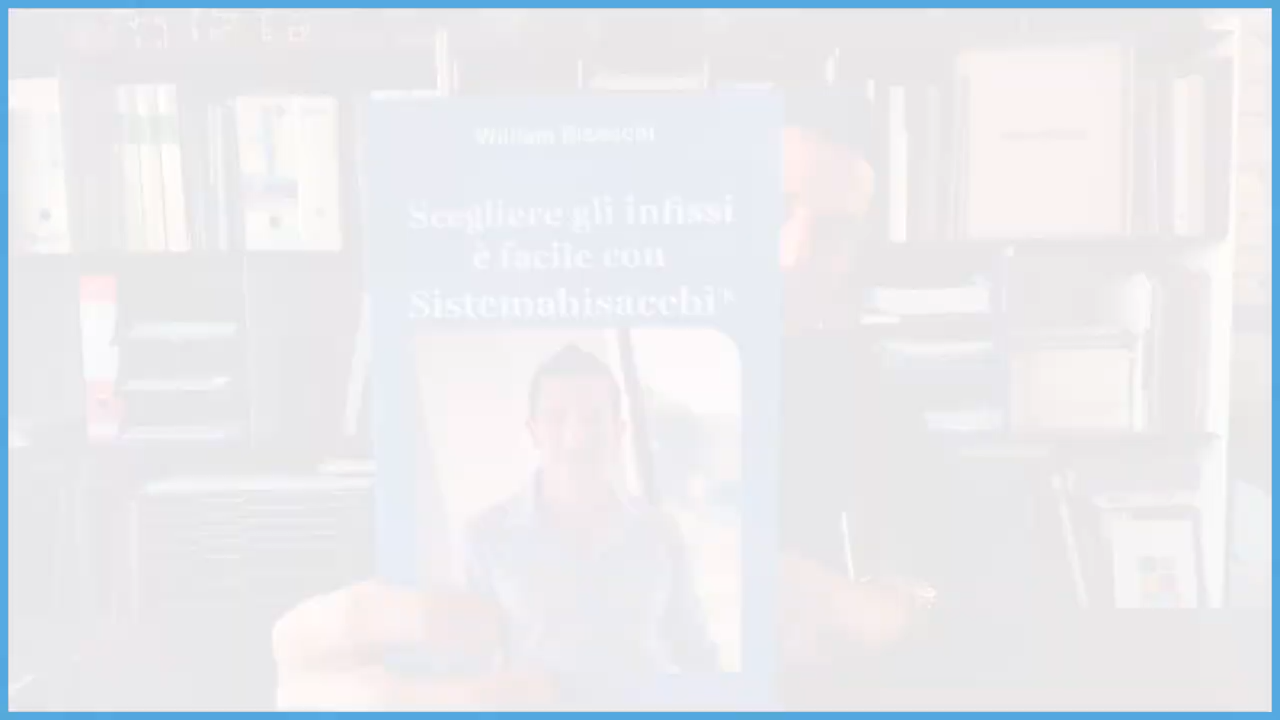 William Bisacchi
Scegliere gli infissi
è facile con
Sistemabisacchi®